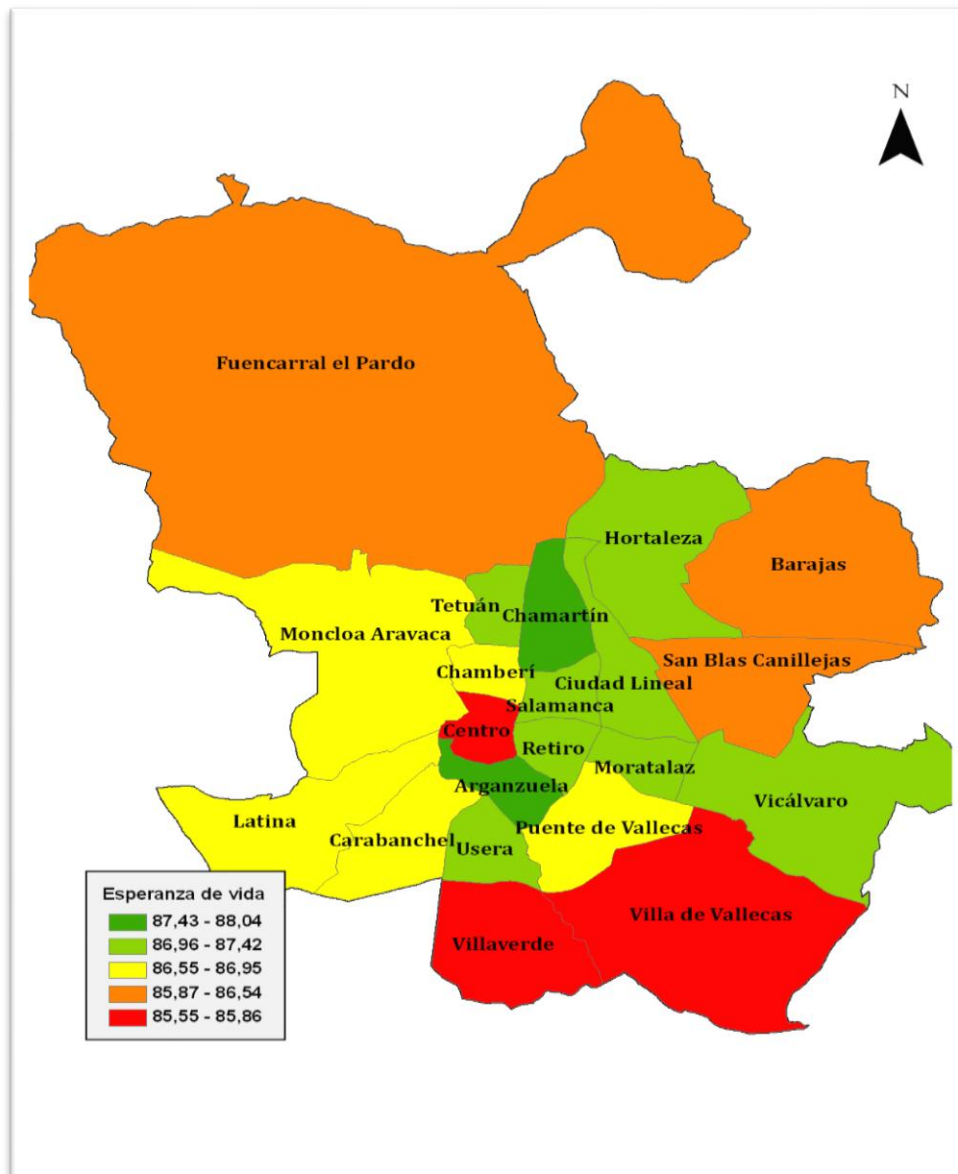 N
Fuencarral el Pardo
Hortaleza
Barajas
Tetuán
Chamartín
Moncloa Aravaca
San Blas Canillejas
Chamberí
Ciudad Lineal
Salamanca
Centro
Retiro
Moratalaz
Arganzuela
Vicálvaro
Latina
Puente de Vallecas
Carabanchel
Usera
Villa de Vallecas
Villaverde
Esperanza de vida
87,43 - 88,04
86,96 - 87,42
86,55 - 86,95
85,87 - 86,54
85,55 - 85,86